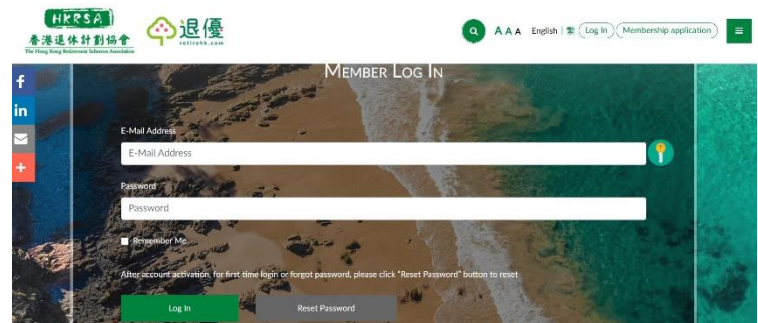 HKRSA
香港退休計劃協會
The Hong Kong Retirement Schemes Association
退優
retirehk.com
A A A English | 繁 Log In Membership application
MEMBER LOG IN
E-Mail Address
E-Mail Address
Password
Password
Remember Me
After account activation, for first time login or forgot password, please click "Reset Password" button to reset
Log In Reset Password
f
in